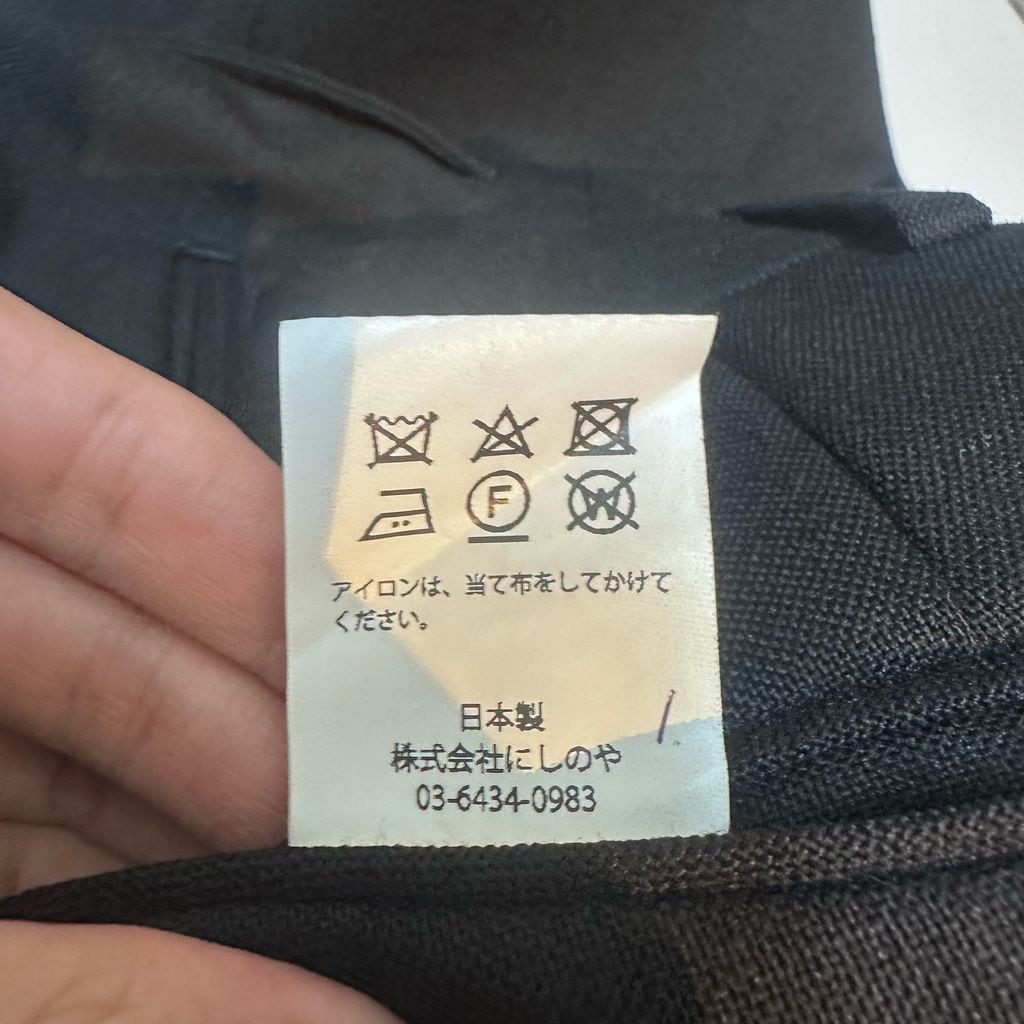 F
W
アイロンは、当て布をしてかけて
ください。
日本製
株式会社にしのや
03-6434-0983